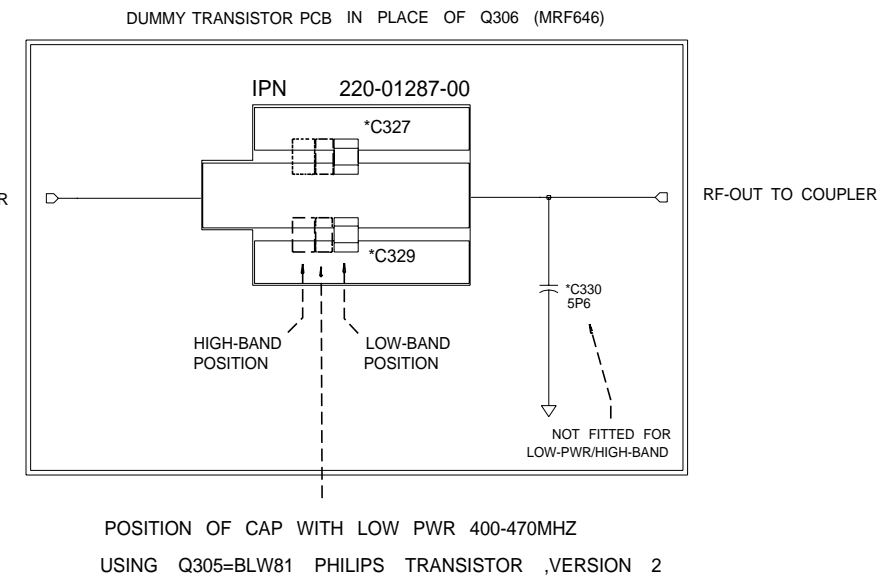 DUMMY TRANSISTOR PCB IN PLACE OF Q306 (MRF646)
IPN 220-01287-00
*C327
R
RF-OUT TO COUPLER
*C329
*C330
5P6
HIGH-BAND
POSITION
LOW-BAND
POSITION
NOT FITTED FOR
LOW-PWR/HIGH-BAND
POSITION OF CAP WITH LOW PWR 400-470MHZ
USING Q305=BLW81 PHILIPS TRANSISTOR ,VERSION 2